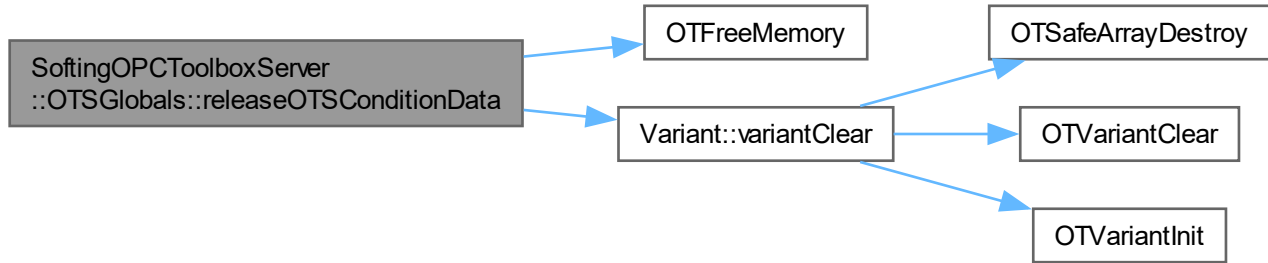 SoftingOPCToolboxServer
::OTSGlobals::releaseOTSConditionData
OTFreeMemory
Variant::variantClear
OTSafeArrayDestroy
OTVariantClear
OTVariantInit